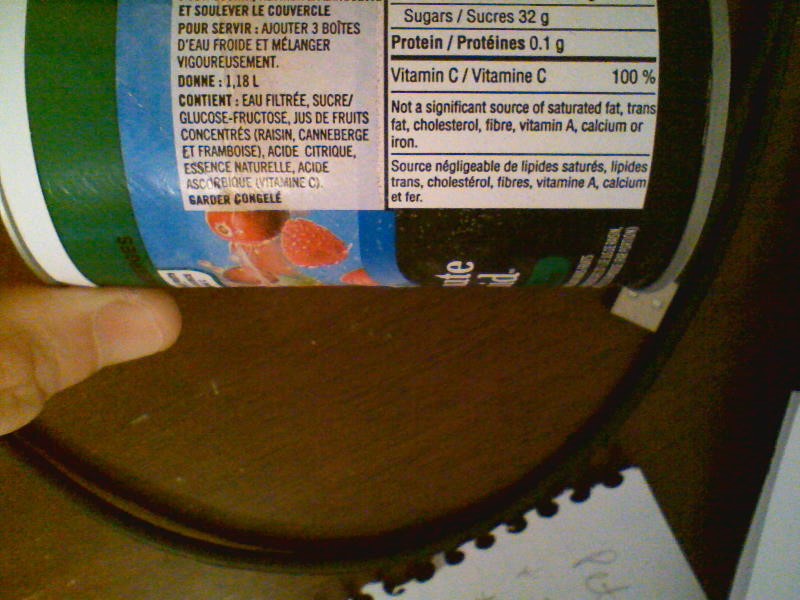 ET SOULEVER LE COUVERCLE
POUR SERVIR : AJOUTER 3 BOÎTES
D'EAU FROIDE ET MÉLANGER
VIGOUREUSEMENT.
DONNE : 1,18 L
CONTIENT : EAU FILTRÉE, SUCRE/
GLUCOSE-FRUCTOSE, JUS DE FRUITS
CONCENTRÉS (RAISIN, CANNEBERGE
ET FRAMBOISE), ACIDE CITRIQUE,
ESSENCE NATURELLE, ACIDE
ASCORBIQUE (VITAMINE C).
GARDER CONGELÉ
Sugars / Sucres 32 g
Protein / Protéines 0.1 g
Vitamin C / Vitamine C 100 %
Not a significant source of saturated fat, trans
fat, cholesterol, fibre, vitamin A, calcium or
iron.
Source négligeable de lipides saturés, lipides
trans, cholestérol, fibres, vitamine A, calcium
et fer.
ute
id
Pet